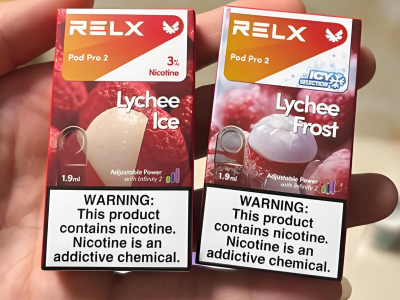 RELX
Pod Pro 2
3%
Nicotine
Lychee
Ice
Adjustable Power
with Infinity 2
1.9ml
WARNING:
This product
contains nicotine.
Nicotine is an
addictive chemical.
RELX
Pod Pro 2
ICY
SELECTION
Lychee
Frost
Adjustable Power
with Infinity 2
1.9ml
WARNING:
This product
contains nicotine.
Nicotine is an
addictive chemical.